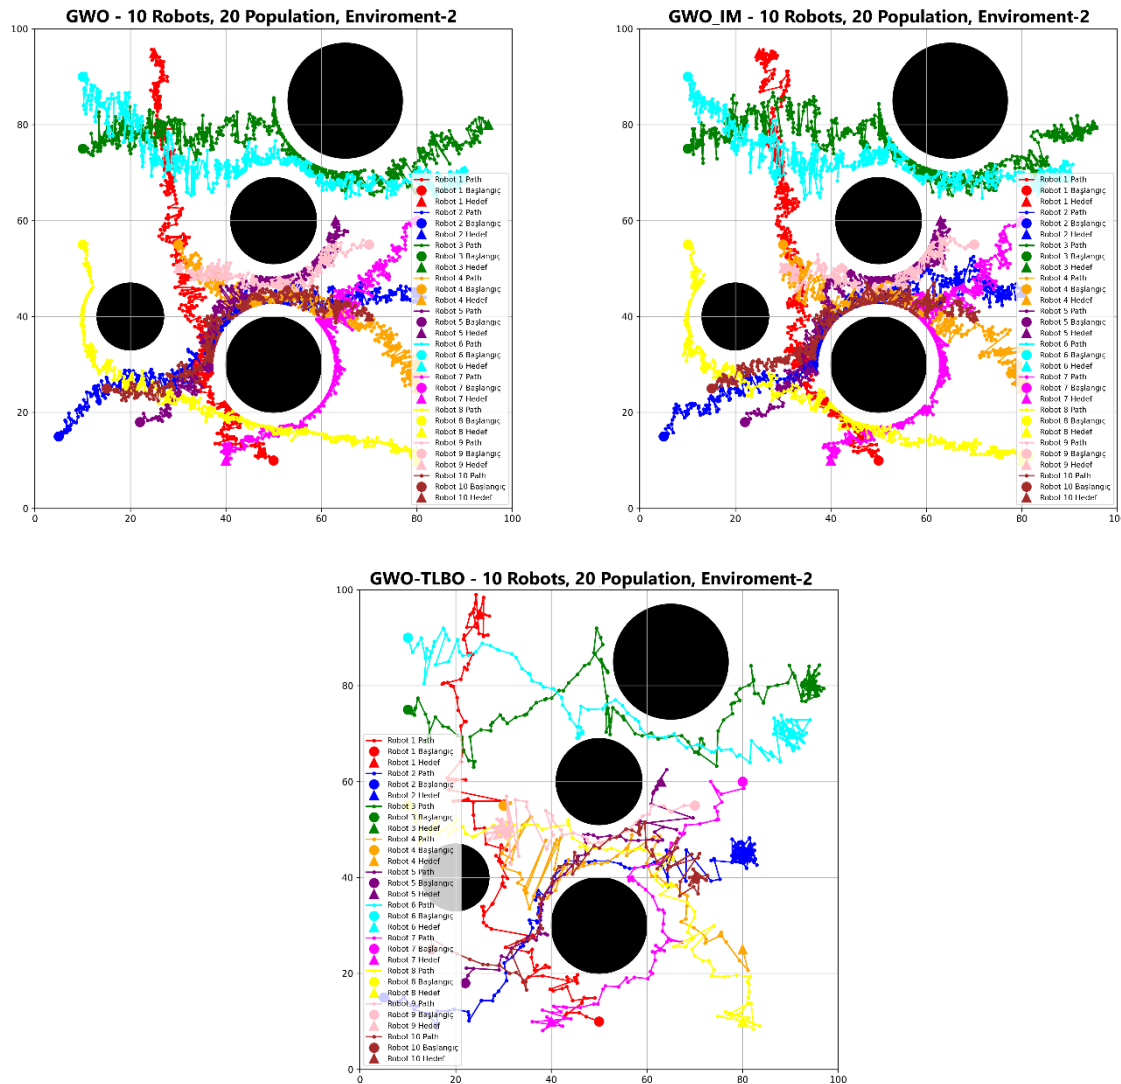 GWO - 10 Robots, 20 Population, Enviroment-2
100
80
60
40
20
0
0 20 40 60 80 100
Robot 1 Path
Robot 1 Başlangıç
Robot 1 Hedef
Robot 2 Path
Robot 2 Başlangıç
Robot 2 Hedef
Robot 3 Path
Robot 3 Başlangıç
Robot 3 Hedef
Robot 4 Path
Robot 4 Başlangıç
Robot 4 Hedef
Robot 5 Path
Robot 5 Başlangıç
Robot 5 Hedef
Robot 6 Path
Robot 6 Başlangıç
Robot 6 Hedef
Robot 7 Path
Robot 7 Başlangıç
Robot 7 Hedef
Robot 8 Path
Robot 8 Başlangıç
Robot 8 Hedef
Robot 9 Path
Robot 9 Başlangıç
Robot 9 Hedef
Robot 10 Path
Robot 10 Başlangıç
Robot 10 Hedef
GWO_IM - 10 Robots, 20 Population, Enviroment-2
100
80
60
40
20
0
0 20 40 60 80 100
Robot 1 Path
Robot 1 Başlangıç
Robot 1 Hedef
Robot 2 Path
Robot 2 Başlangıç
Robot 2 Hedef
Robot 3 Path
Robot 3 Başlangıç
Robot 3 Hedef
Robot 4 Path
Robot 4 Başlangıç
Robot 4 Hedef
Robot 5 Path
Robot 5 Başlangıç
Robot 5 Hedef
Robot 6 Path
Robot 6 Başlangıç
Robot 6 Hedef
Robot 7 Path
Robot 7 Başlangıç
Robot 7 Hedef
Robot 8 Path
Robot 8 Başlangıç
Robot 8 Hedef
Robot 9 Path
Robot 9 Başlangıç
Robot 9 Hedef
Robot 10 Path
Robot 10 Başlangıç
Robot 10 Hedef
GWO-TLBO - 10 Robots, 20 Population, Enviroment-2
100
80
60
40
20
0
0 20 40 60 80 100
Robot 1 Path
Robot 1 Başlangıç
Robot 1 Hedef
Robot 2 Path
Robot 2 Başlangıç
Robot 2 Hedef
Robot 3 Path
Robot 3 Başlangıç
Robot 3 Hedef
Robot 4 Path
Robot 4 Başlangıç
Robot 4 Hedef
Robot 5 Path
Robot 5 Başlangıç
Robot 5 Hedef
Robot 6 Path
Robot 6 Başlangıç
Robot 6 Hedef
Robot 7 Path
Robot 7 Başlangıç
Robot 7 Hedef
Robot 8 Path
Robot 8 Başlangıç
Robot 8 Hedef
Robot 9 Path
Robot 9 Başlangıç
Robot 9 Hedef
Robot 10 Path
Robot 10 Başlangıç
Robot 10 Hedef